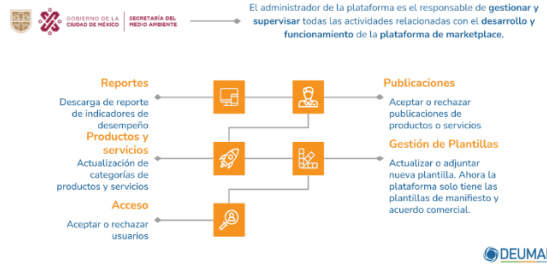 El administrador de la plataforma es el responsable de gestionar y
supervisar todas las actividades relacionadas con el desarrollo y
funcionamiento de la plataforma de marketplace.
GOBIERNO DE LA
CIUDAD DE MÉXICO
SECRETARÍA DEL
MEDIO AMBIENTE
Reportes
Descarga de reporte
de indicadores de
desempeño
Publicaciones
Aceptar o rechazar
publicaciones de
productos o servicios
Productos y
servicios
Actualización de
categorías de
productos y servicios
Gestión de Plantillas
Actualizar o adjuntar
nueva plantilla. Ahora la
plataforma solo tiene las
plantillas de manifiesto y
acuerdo comercial.
Acceso
Aceptar o rechazar
usuarios
DEUMAN